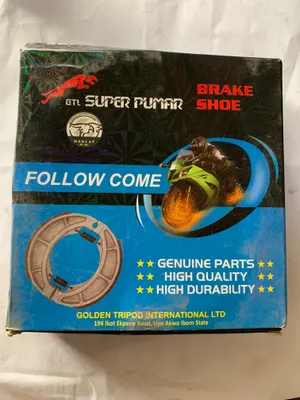 GTL SUPER PUMAR
BRAKE
SHOE
MANCAP
FOLLOW COME
GENUINE PARTS
HIGH QUALITY
HIGH DURABILITY
GOLDEN TRIPOD INTERNATIONAL LTD
194 Ikot Ekpene Road, Uyo Akwa Ibom State